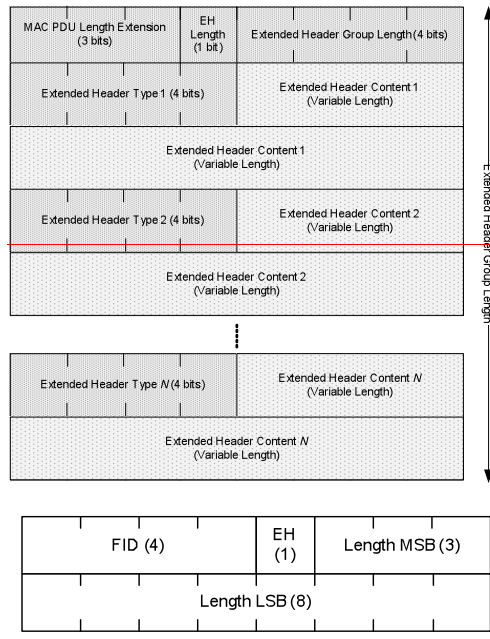 MAC PDU Length Extension
(3 bits)
EH
Length
(1 bit)
Extended Header Group Length (4 bits)
Extended Header Type 1 (4 bits)
Extended Header Content 1
(Variable Length)
Extended Header Content 1
(Variable Length)
Extended Header Type 2 (4 bits)
Extended Header Content 2
(Variable Length)
Extended Header Content 2
(Variable Length)
Extended Header Type N (4 bits)
Extended Header Content N
(Variable Length)
Extended Header Content N
(Variable Length)
Extended Header Group Length
FID (4)
EH
(1)
Length MSB (3)
Length LSB (8)